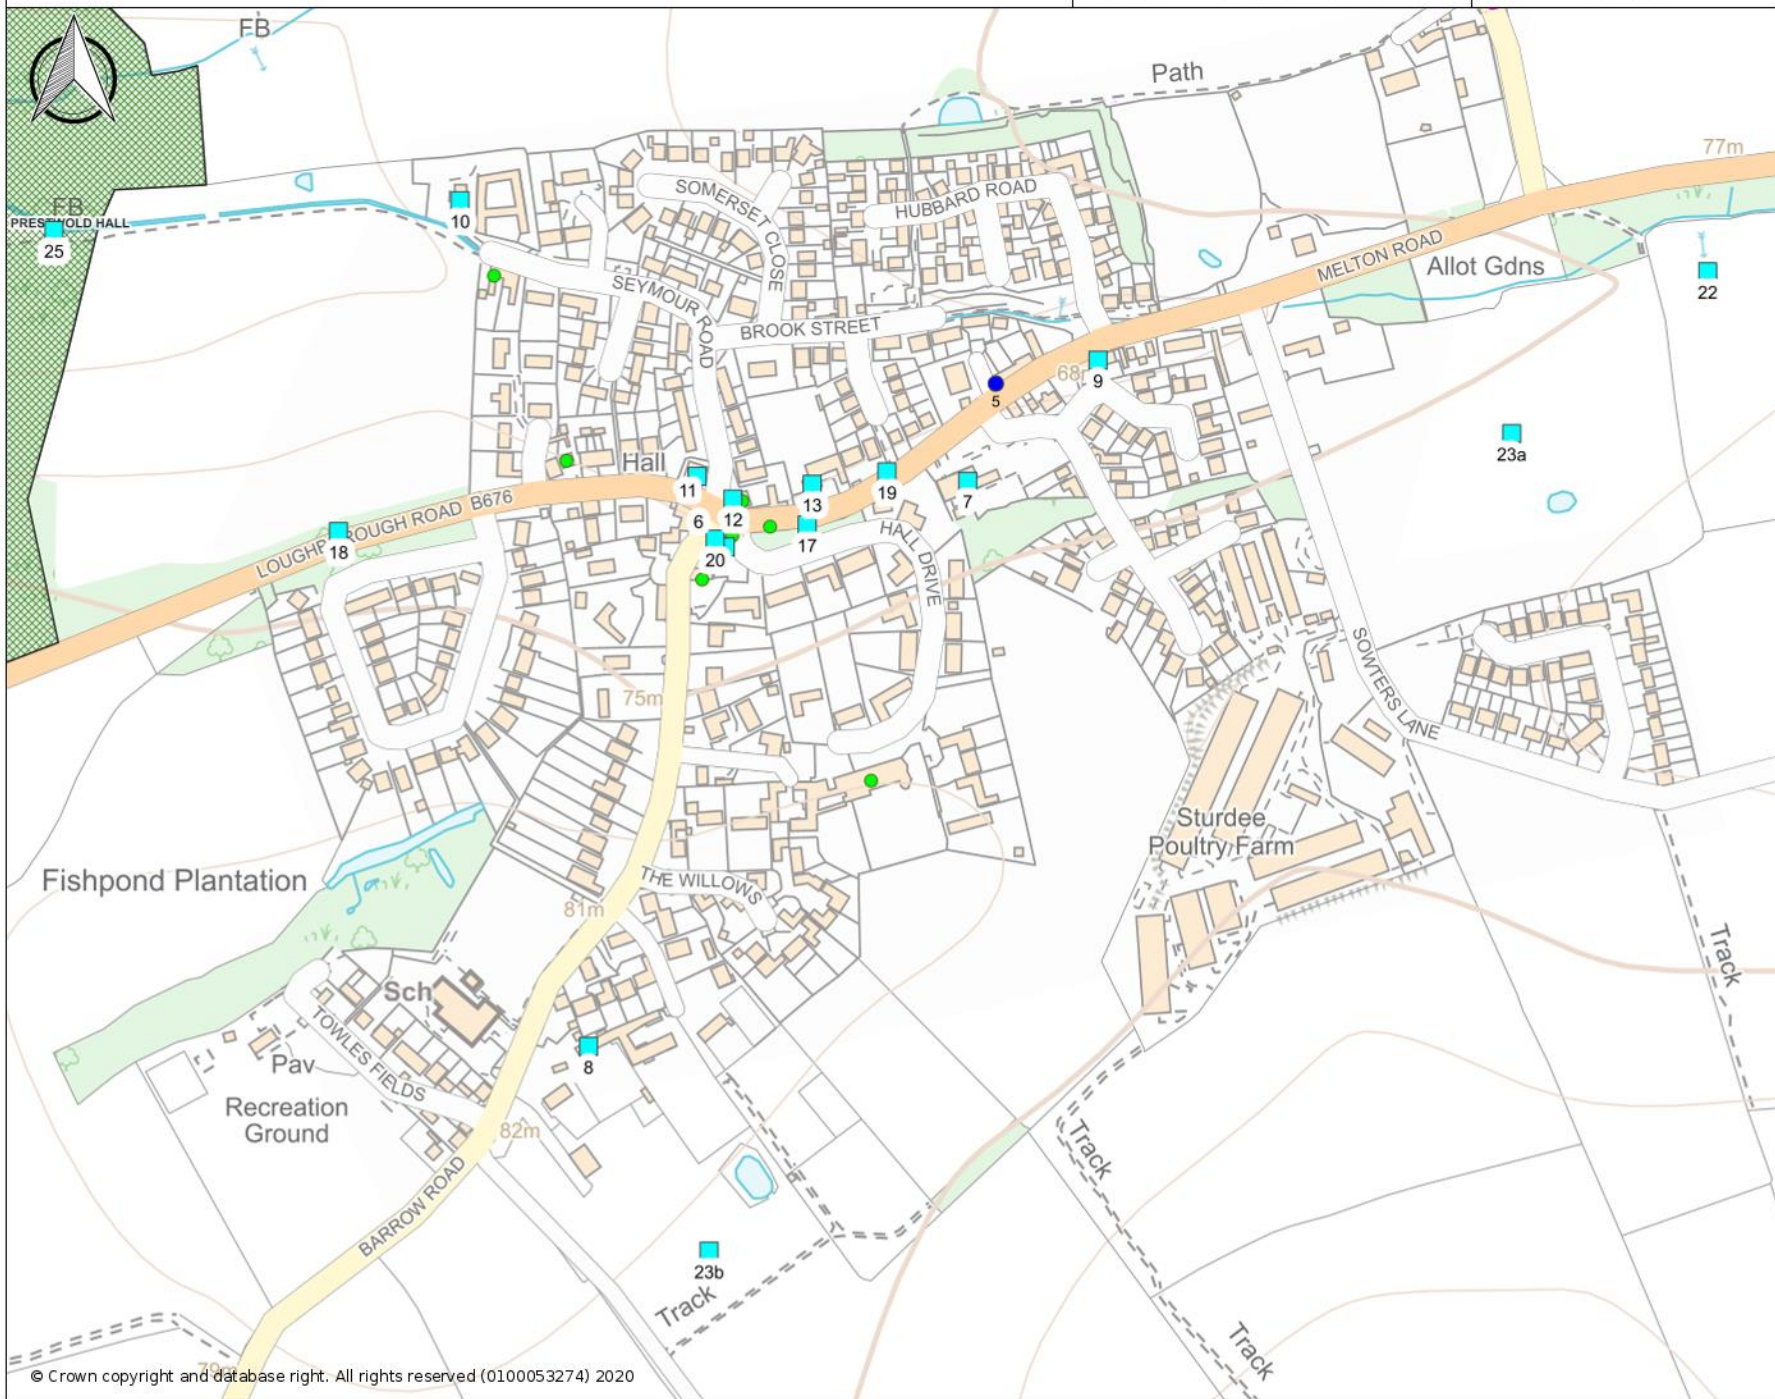 FB
Path
77m
SOMERSET CLOSE
HUBBARD ROAD
FB
PRESTWOLD HALL
25
10
MELTON ROAD
Allot Gdns
22
SEYMOUR ROAD
BROOK STREET
68m
9
5
23a
Hall
11
12
13
19
7
LOUGHBOROUGH ROAD B676
18
6
20
17
HALL DRIVE
SOWTERS LANE
75m
Sturdee
Poultry Farm
Fishpond Plantation
THE WILLOWS
81m
Track
Sch
TOWLES FIELDS
Pav
8
Recreation
Ground
82m
Track
BARROW ROAD
23b
Track
Track
79m
© Crown copyright and database right. All rights reserved (0100053274) 2020